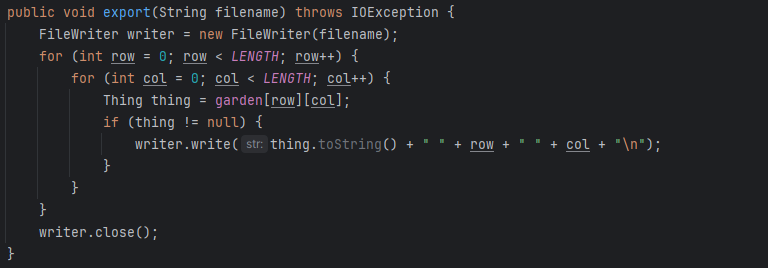 public void export(String filename) throws IOException {
    FileWriter writer = new FileWriter(filename);
    for (int row = 0; row < LENGTH; row++) {
        for (int col = 0; col < LENGTH; col++) {
            Thing thing = garden[row][col];
            if (thing != null) {
                writer.write( str: thing.toString() + " " + row + " " + col + "\n");
            }
        }
    }
    writer.close();
}